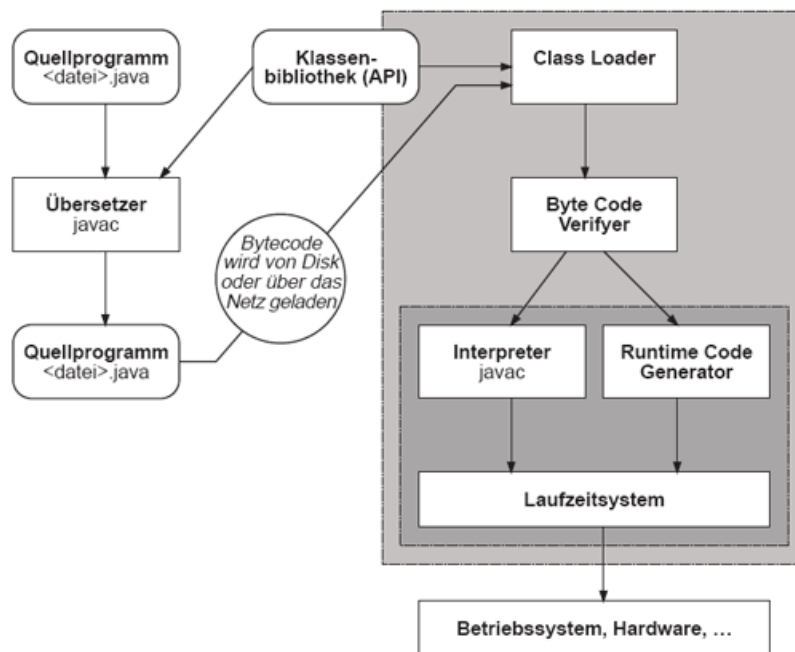 Quellprogramm
<datei>.java
Klassen-
bibliothek (API)
Class Loader
Übersetzer
javac
Byte Code
Verifyer
Bytecode
wird von Disk
oder über das
Netz geladen
Quellprogramm
<datei>.java
Interpreter
javac
Runtime Code
Generator
Laufzeitsystem
Betriebssystem, Hardware, ...